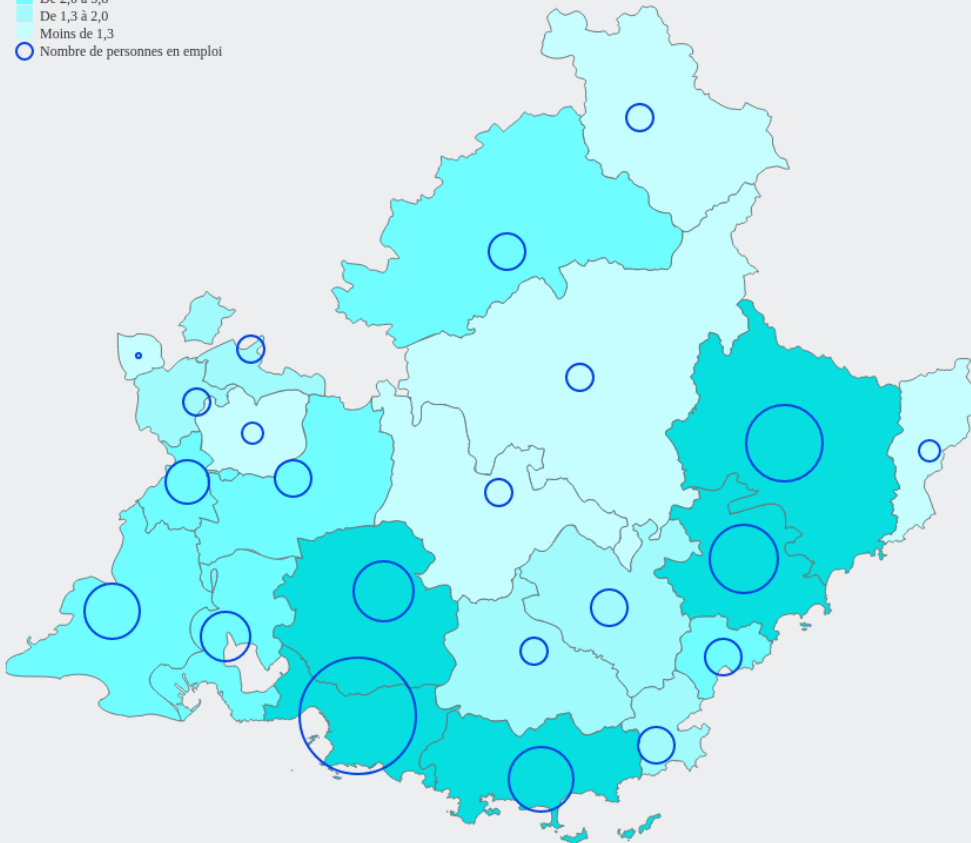 De 1,3 à 2,0
Moins de 1,3
Nombre de personnes en emploi